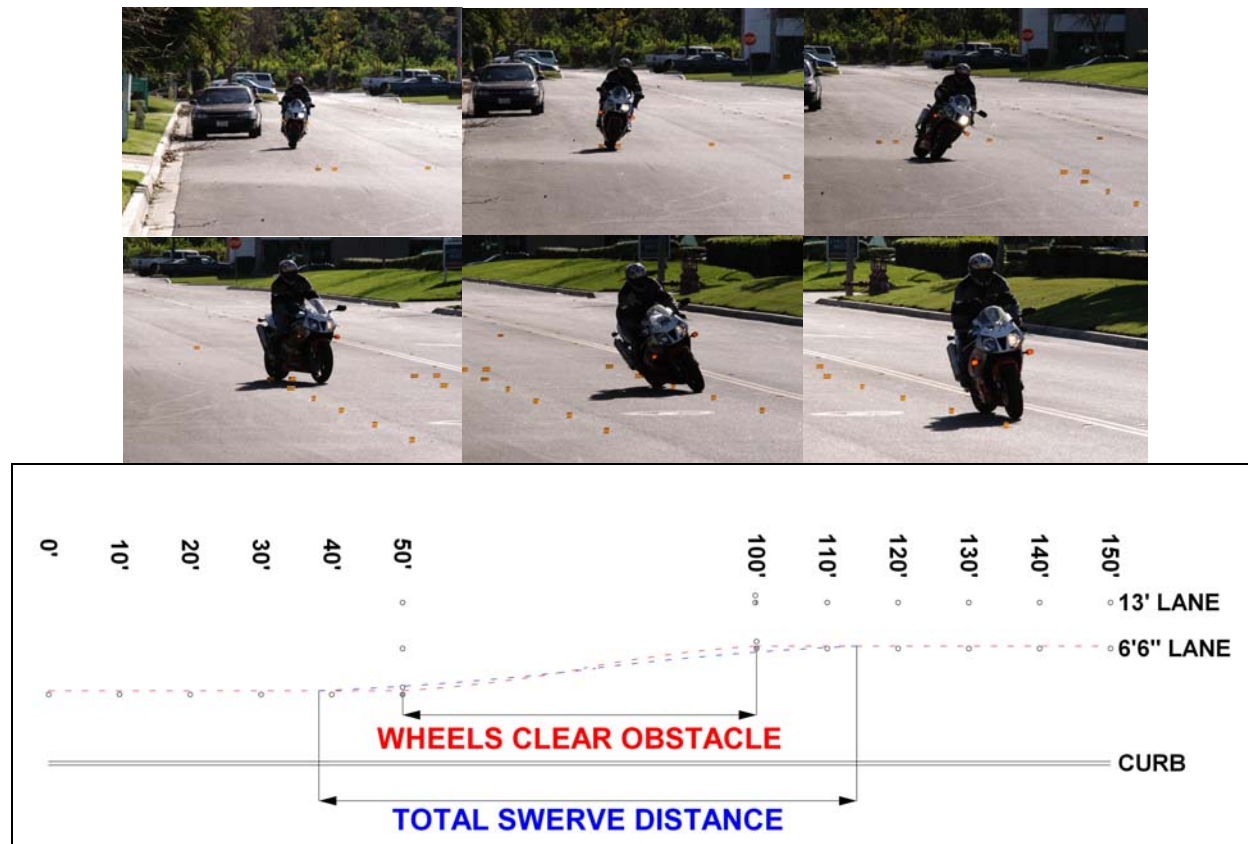 0' 10' 20' 30' 40' 50' 100' 110' 120' 130' 140' 150'
13' LANE
6'6" LANE
WHEELS CLEAR OBSTACLE
CURB
TOTAL SWERVE DISTANCE